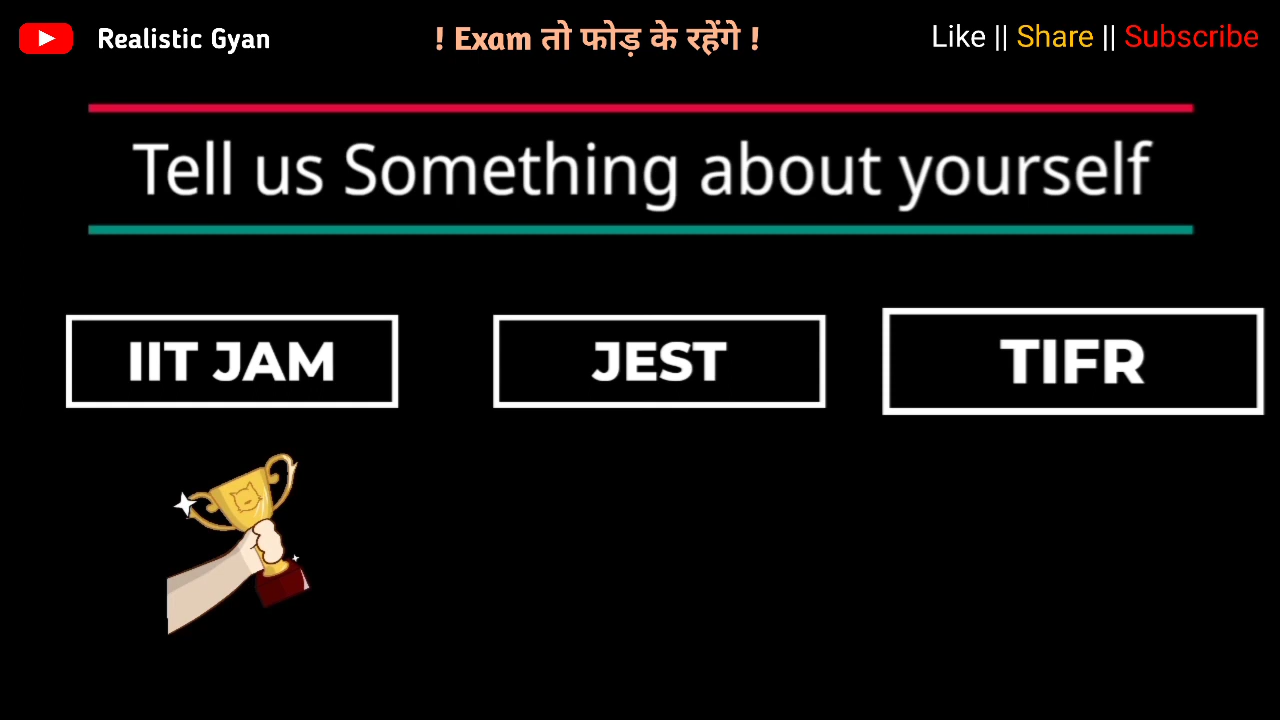 Realistic Gyan
! Exam तो फोड़ के रहेंगे !
Like || Share || Subscribe
Tell us Something about yourself
IIT JAM
JEST
TIFR